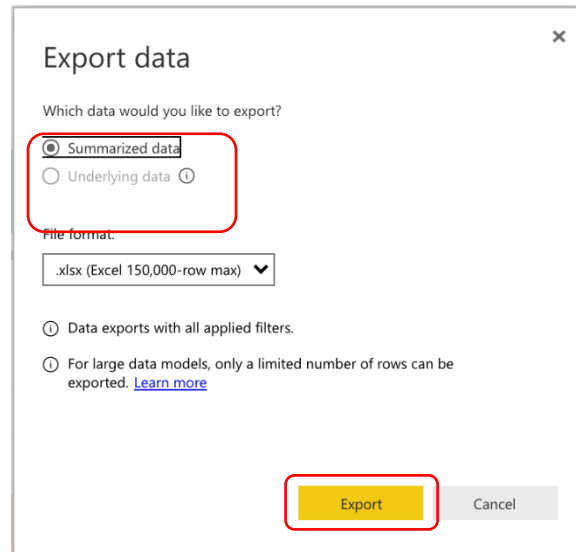 Export data
Which data would you like to export?
Summarized data
Underlying data
File format:
.xlsx (Excel 150,000-row max)
Data exports with all applied filters.
For large data models, only a limited number of rows can be
exported. Learn more
Export Cancel